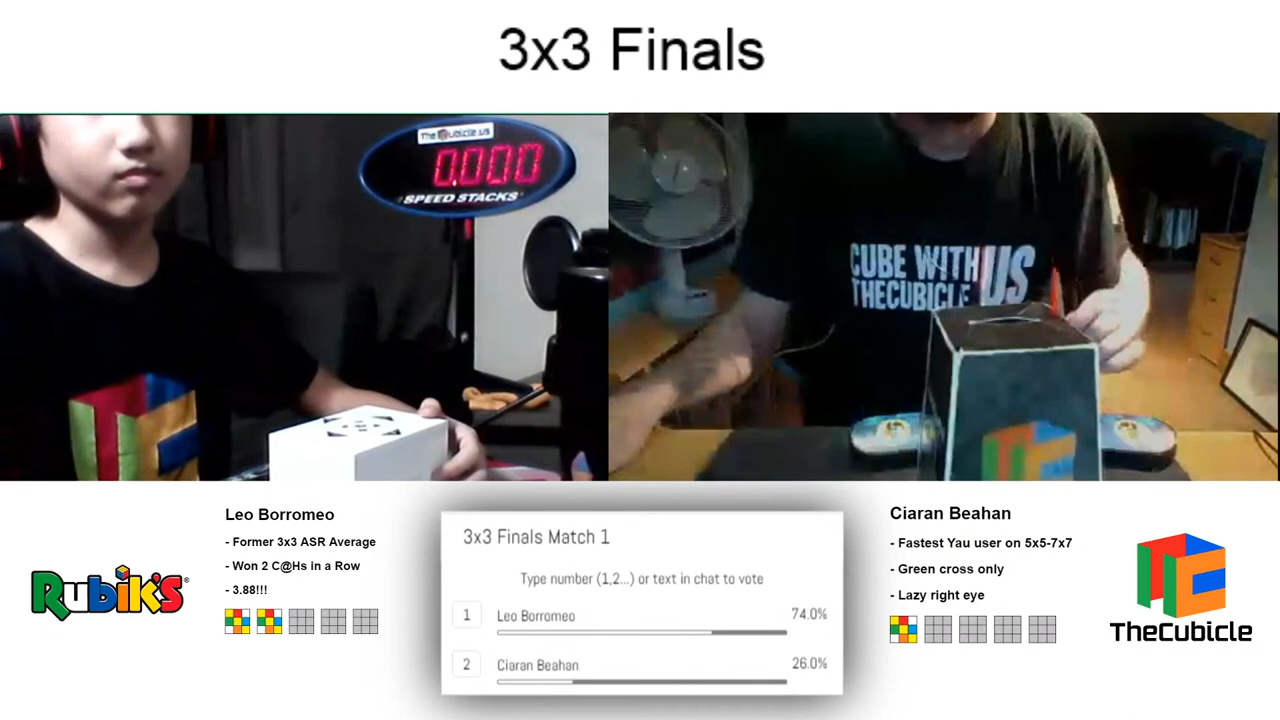 3x3 Finals
TheCubicle.us
0.000
SPEED STACKS
CUBE WITH US
THECUBICLE
Leo Borromeo
- Former 3x3 ASR Average
- Won 2 C@Hs in a Row
- 3.88!!!
Rubik's®
3x3 Finals Match 1
Type number (1,2...) or text in chat to vote
1 Leo Borromeo 74.0%
2 Ciaran Beahan 26.0%
Ciaran Beahan
- Fastest Yau user on 5x5-7x7
- Green cross only
- Lazy right eye
TheCubicle